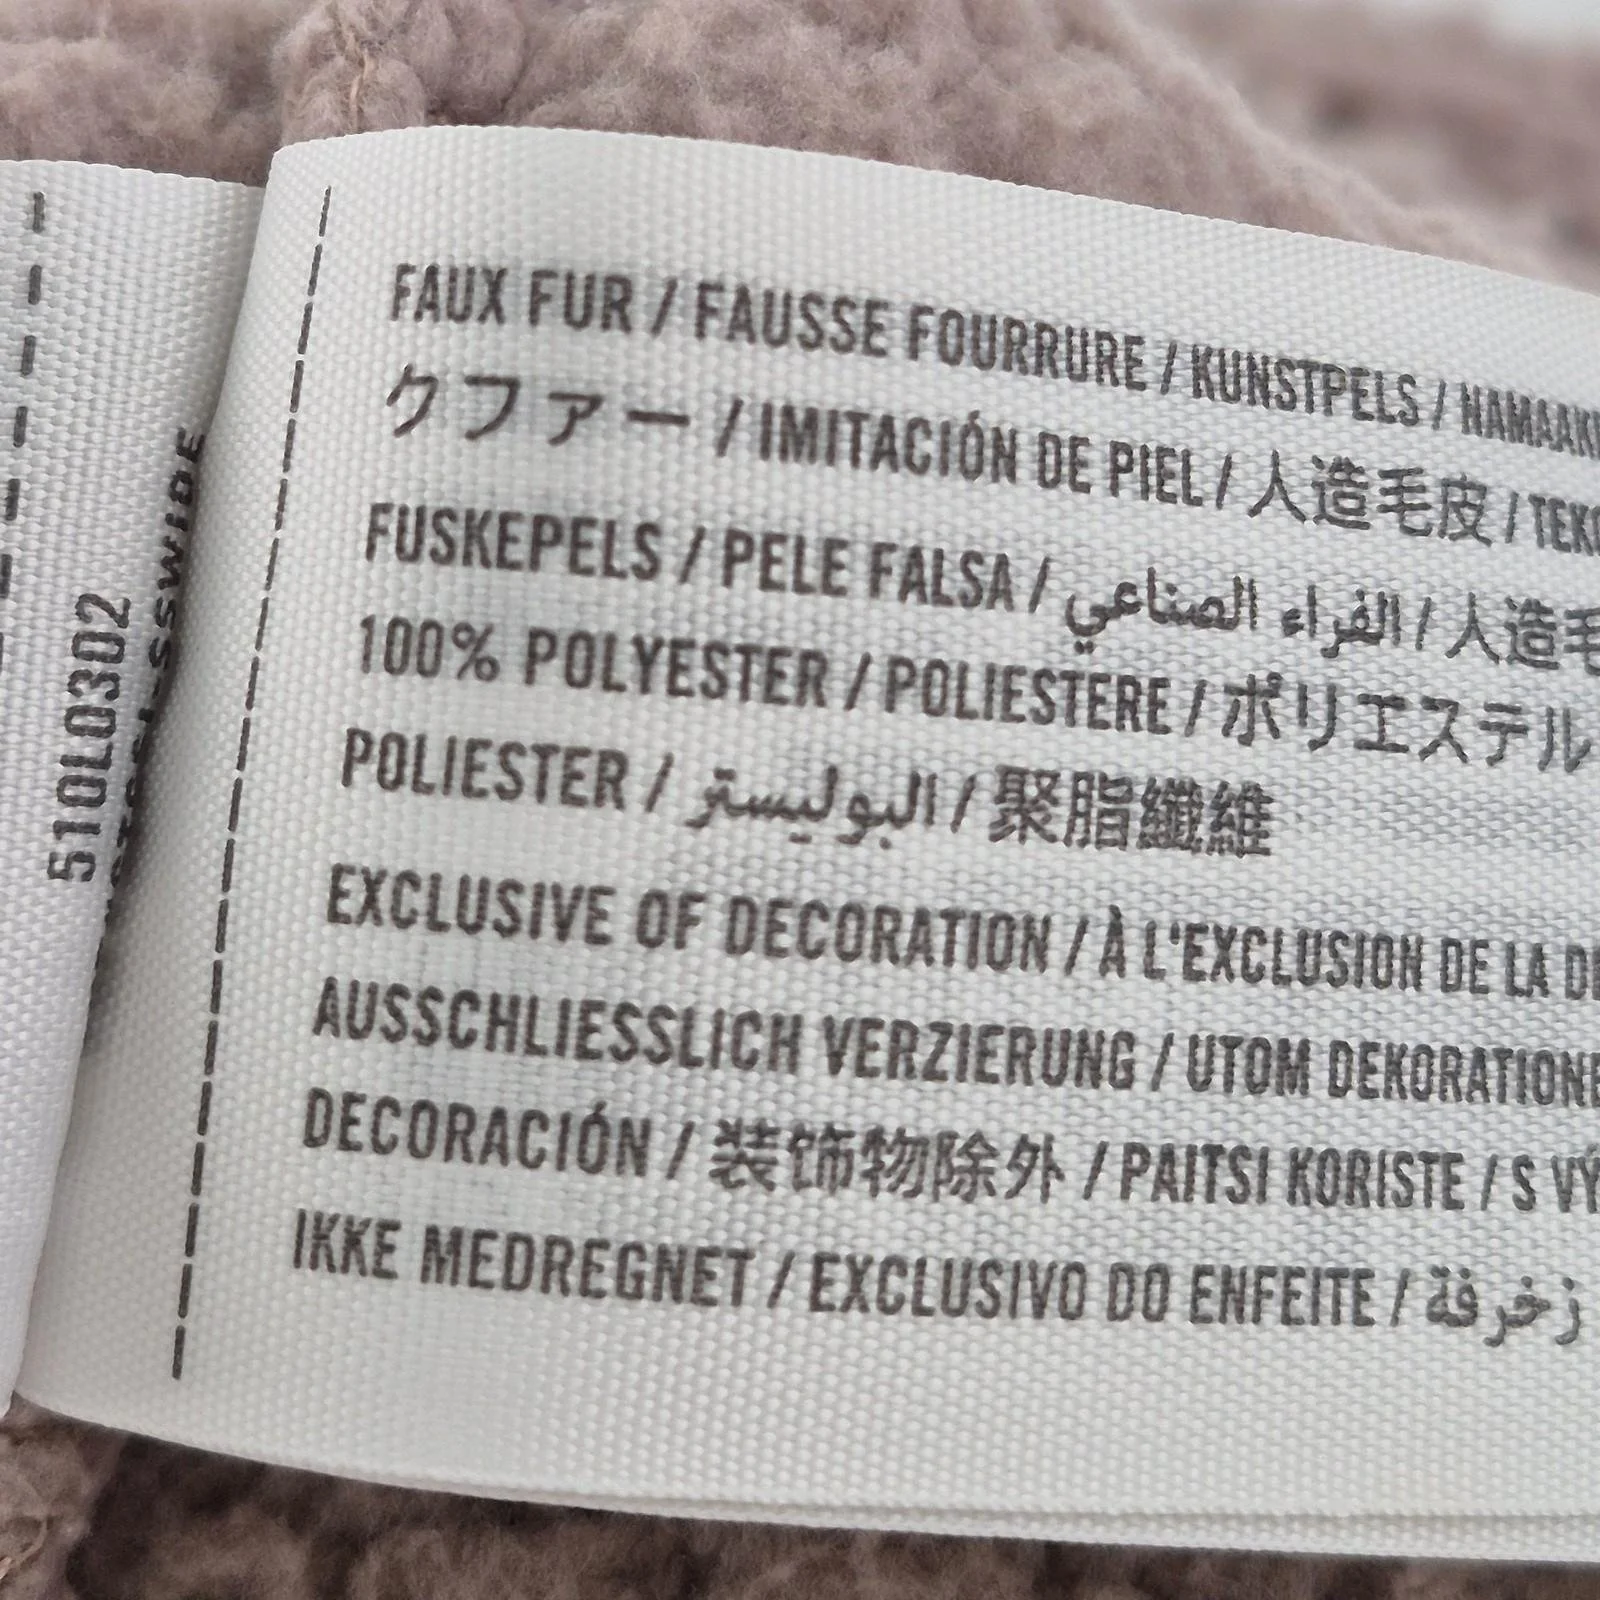 FAUX FUR / FAUSSE FOURRURE / KUNSTPELS /
クファー / IMITACIÓN DE PIEL / 人造毛皮 /
FUSKEPELS / PELE FALSA / الفراء الصناعي / 人造毛
100% POLYESTER / POLIESTERE / ポリエステル
POLIESTER / البوليستر / 聚脂纖維
EXCLUSIVE OF DECORATION / À L'EXCLUSION DE LA
AUSSCHLIESSLICH VERZIERUNG / UTOM
DECORACIÓN / 装饰物除外 / PAITSI KORISTE / S
IKKE MEDREGNET / EXCLUSIVO DO ENFEITE / زخرفة
510L0302